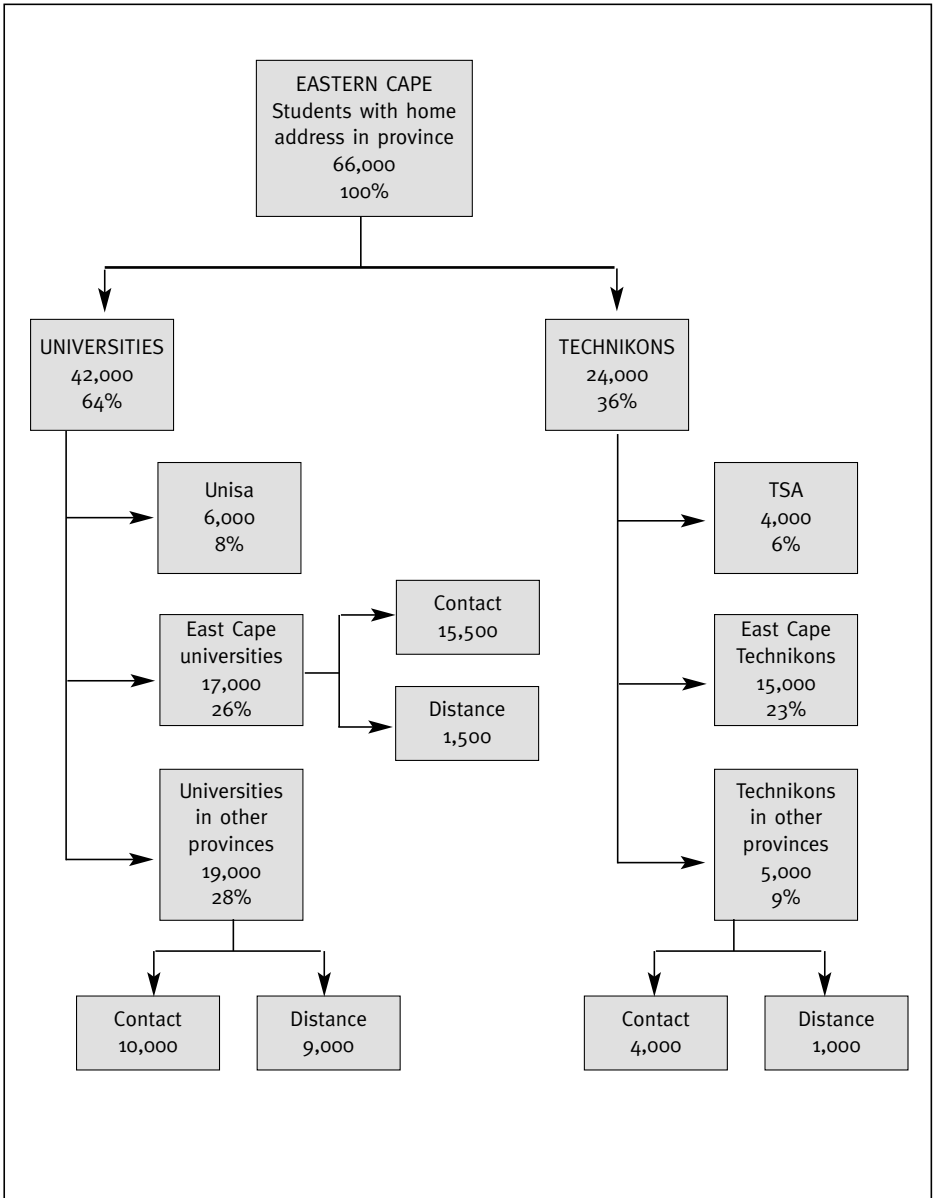 EASTERN CAPE
Students with home
address in province
66,000
100%
UNIVERSITIES
42,000
64%
TECHNIKONS
24,000
36%
Unisa
6,000
8%
TSA
4,000
6%
East Cape
universities
17,000
26%
Contact
15,500
Distance
1,500
East Cape
Technikons
15,000
23%
Universities
in other
provinces
19,000
28%
Technikons
in other
provinces
5,000
9%
Contact
10,000
Distance
9,000
Contact
4,000
Distance
1,000